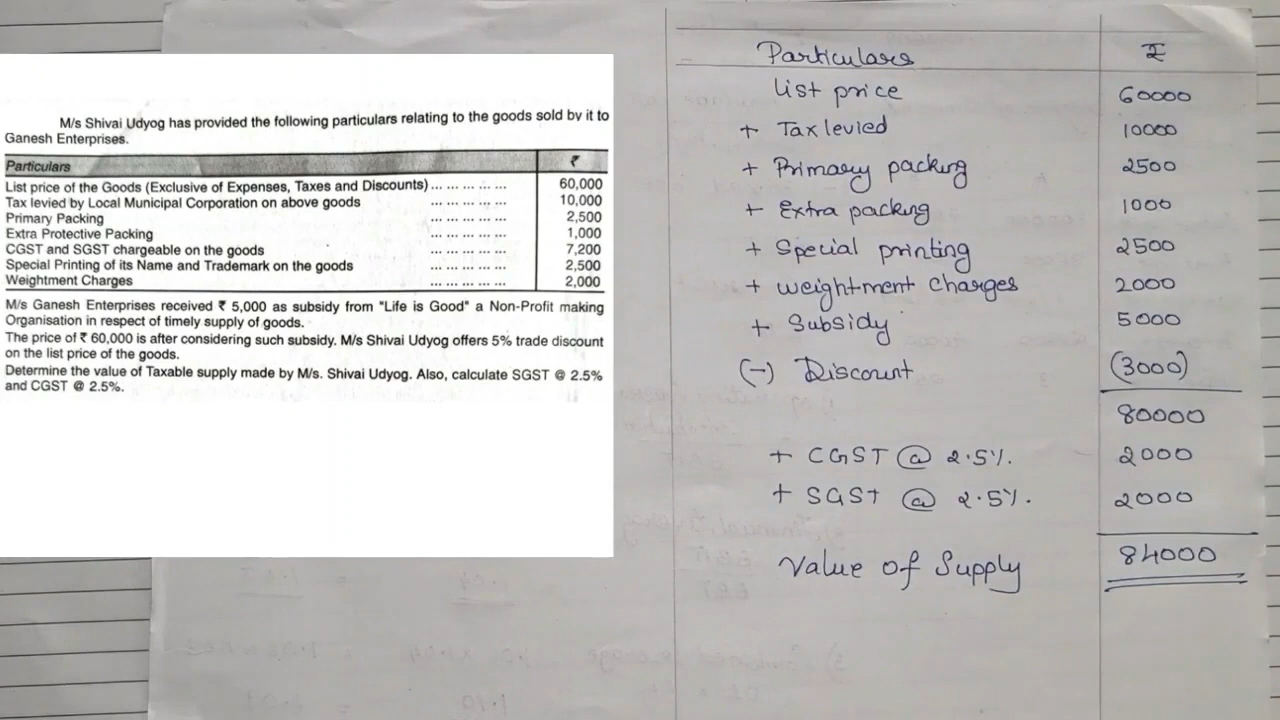 M/s Shivai Udyog has provided the following particulars relating to the goods sold by it to
Ganesh Enterprises.
Particulars ₹
List price of the Goods (Exclusive of Expenses, Taxes and Discounts) ... ... ... ... ... 60,000
Tax levied by Local Municipal Corporation on above goods ... ... ... ... ... 10,000
Primary Packing ... ... ... ... ... 2,500
Extra Protective Packing ... ... ... ... ... 1,000
CGST and SGST chargeable on the goods ... ... ... ... ... 7,200
Special Printing of its Name and Trademark on the goods ... ... ... ... ... 2,500
Weightment Charges ... ... ... ... ... 2,000
M/s Ganesh Enterprises received ₹ 5,000 as subsidy from "Life is Good" a Non-Profit making
Organisation in respect of timely supply of goods.
The price of ₹ 60,000 is after considering such subsidy. M/s Shivai Udyog offers 5% trade discount
on the list price of the goods.
Determine the value of Taxable supply made by M/s. Shivai Udyog. Also, calculate SGST @ 2.5%
and CGST @ 2.5%.
Particulars ₹
List price 60000
+ Tax levied 10000
+ Primary packing 2500
+ Extra packing 1000
+ Special printing 2500
+ weightment charges 2000
+ Subsidy 5000
(-) Discount (3000)
80000
+ CGST @ 2.5%. 2000
+ SGST @ 2.5%. 2000
Value of Supply 84000